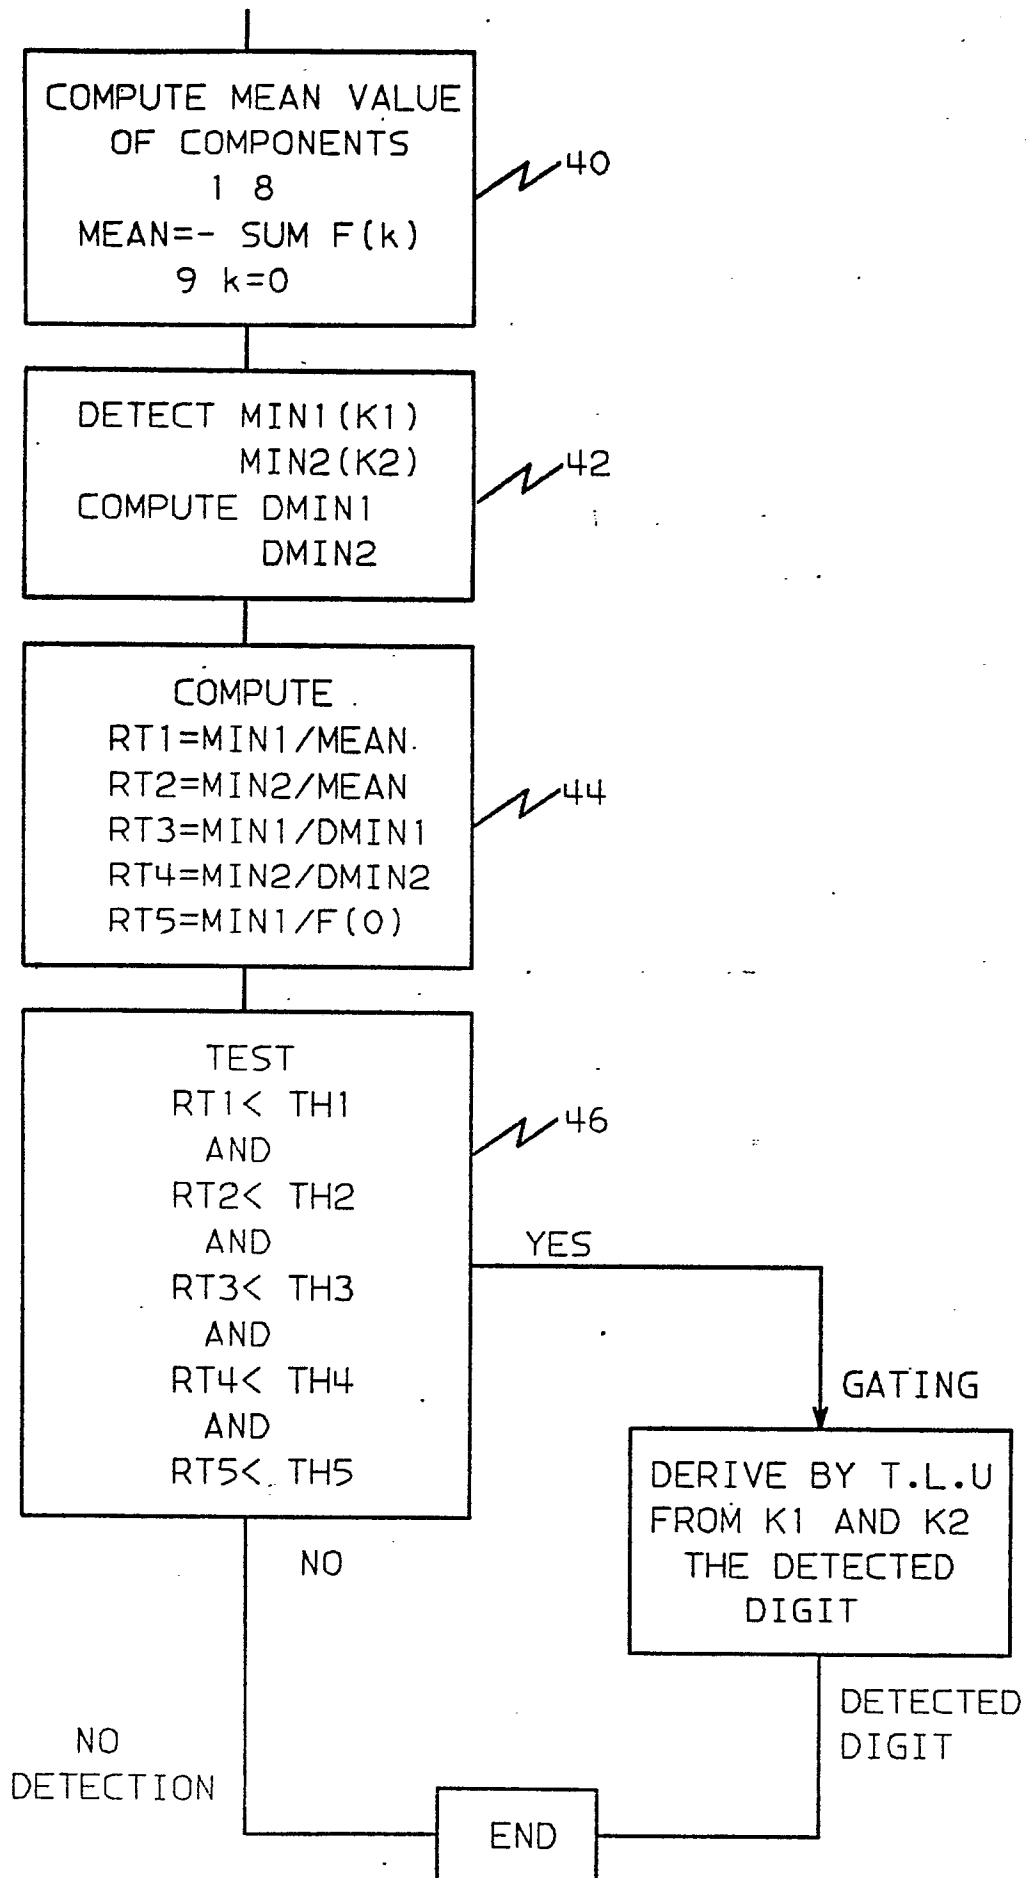 COMPUTE MEAN VALUE
OF COMPONENTS
1 8
MEAN=- SUM F(k)
9 k=0
40
DETECT MIN1(K1)
MIN2(K2)
COMPUTE DMIN1
DMIN2
42
COMPUTE
RT1=MIN1/MEAN
RT2=MIN2/MEAN
RT3=MIN1/DMIN1
RT4=MIN2/DMIN2
RT5=MIN1/F(0)
44
TEST
RT1< TH1
AND
RT2< TH2
AND
RT3< TH3
AND
RT4< TH4
AND
RT5< TH5
46
YES
GATING
DERIVE BY T.L.U
FROM K1 AND K2
THE DETECTED
DIGIT
NO
DETECTED
DIGIT
NO
DETECTION
END